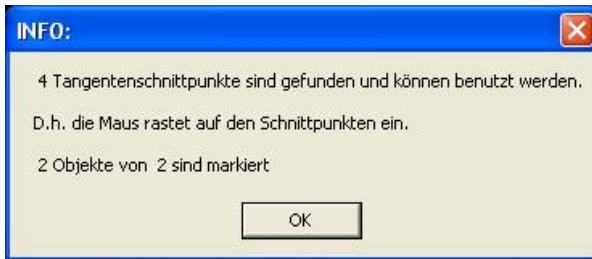 INFO:
4 Tangentenschnittpunkte sind gefunden und können benutzt werden.
D.h. die Maus rastet auf den Schnittpunkten ein.
2 Objekte von 2 sind markiert
OK